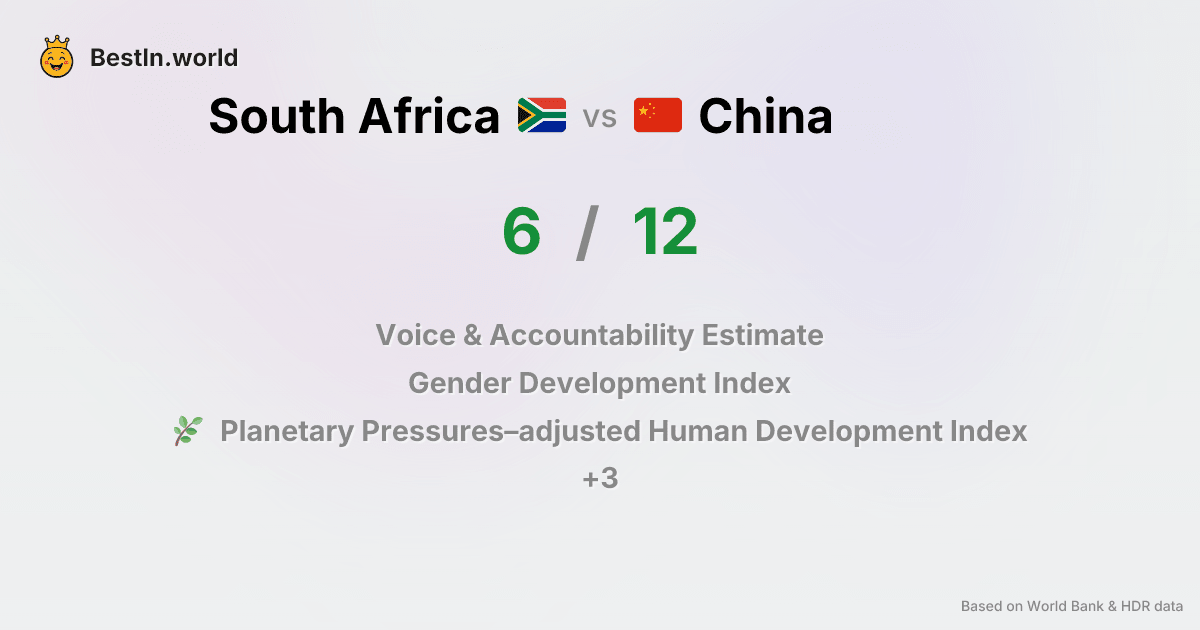 BestIn.world
South Africa vs China
6 / 12
Voice & Accountability Estimate
Gender Development Index
Planetary Pressures–adjusted Human Development Index
+3
Based on World Bank & HDR data